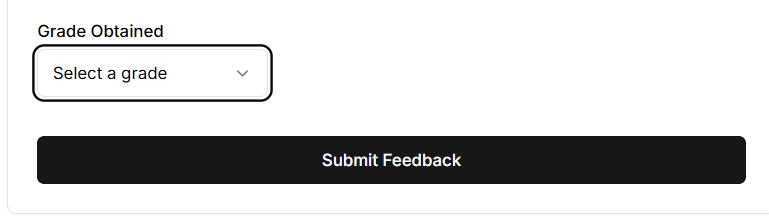 Grade Obtained
Select a grade
Submit Feedback